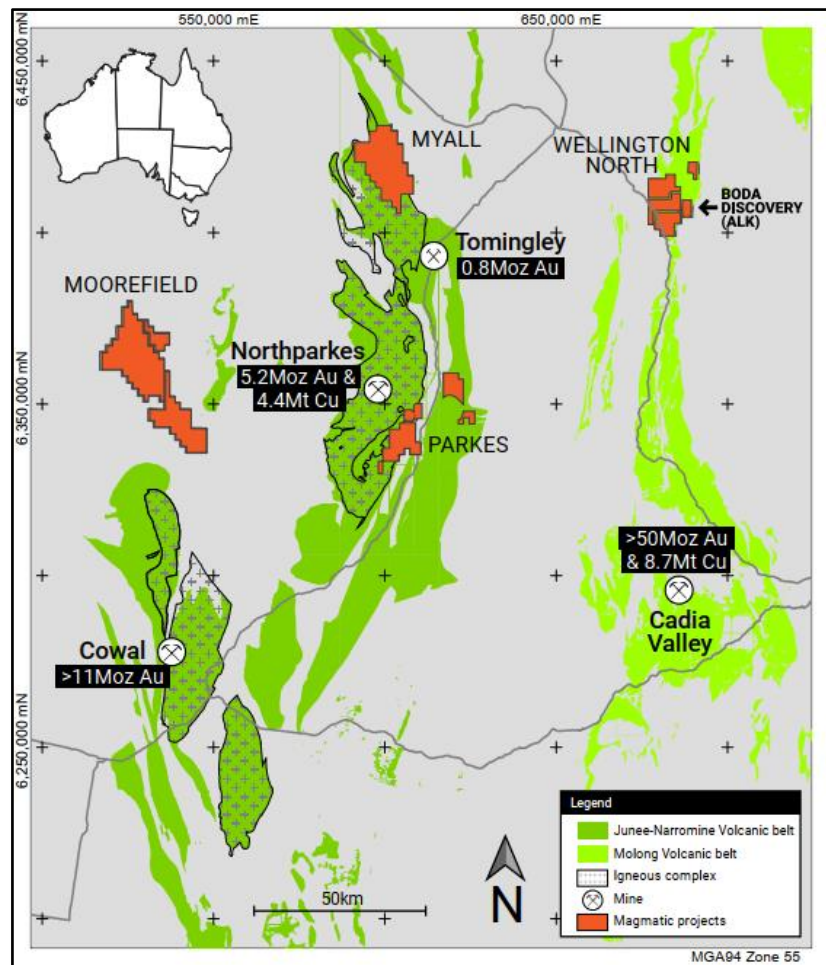 550,000 mE
650,000 mE
6,450,000 mN
6,350,000 mN
6,250,000 mN
MYALL
WELLINGTON
NORTH
BODA
DISCOVERY
(ALK)
Tomingley
0.8Moz Au
MOOREFIELD
Northparkes
5.2Moz Au &
4.4Mt Cu
PARKES
>50Moz Au
& 8.7Mt Cu
Cadia
Valley
Cowal
>11Moz Au
50km
N
Legend
Junee-Narromine Volcanic belt
Molong Volcanic belt
Igneous complex
Mine
Magmatic projects
MGA94 Zone 55